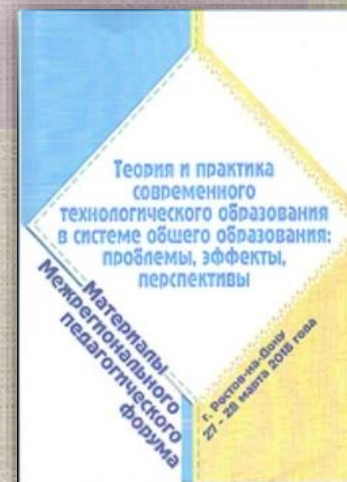 Теория и практика
современного
технологического образования
в системе общего образования:
проблемы, эффекты,
перспективы
Материалы
Межрегионального
педагогического
форума
г. Ростов-на-Дону
27 - 28 марта 2018 года